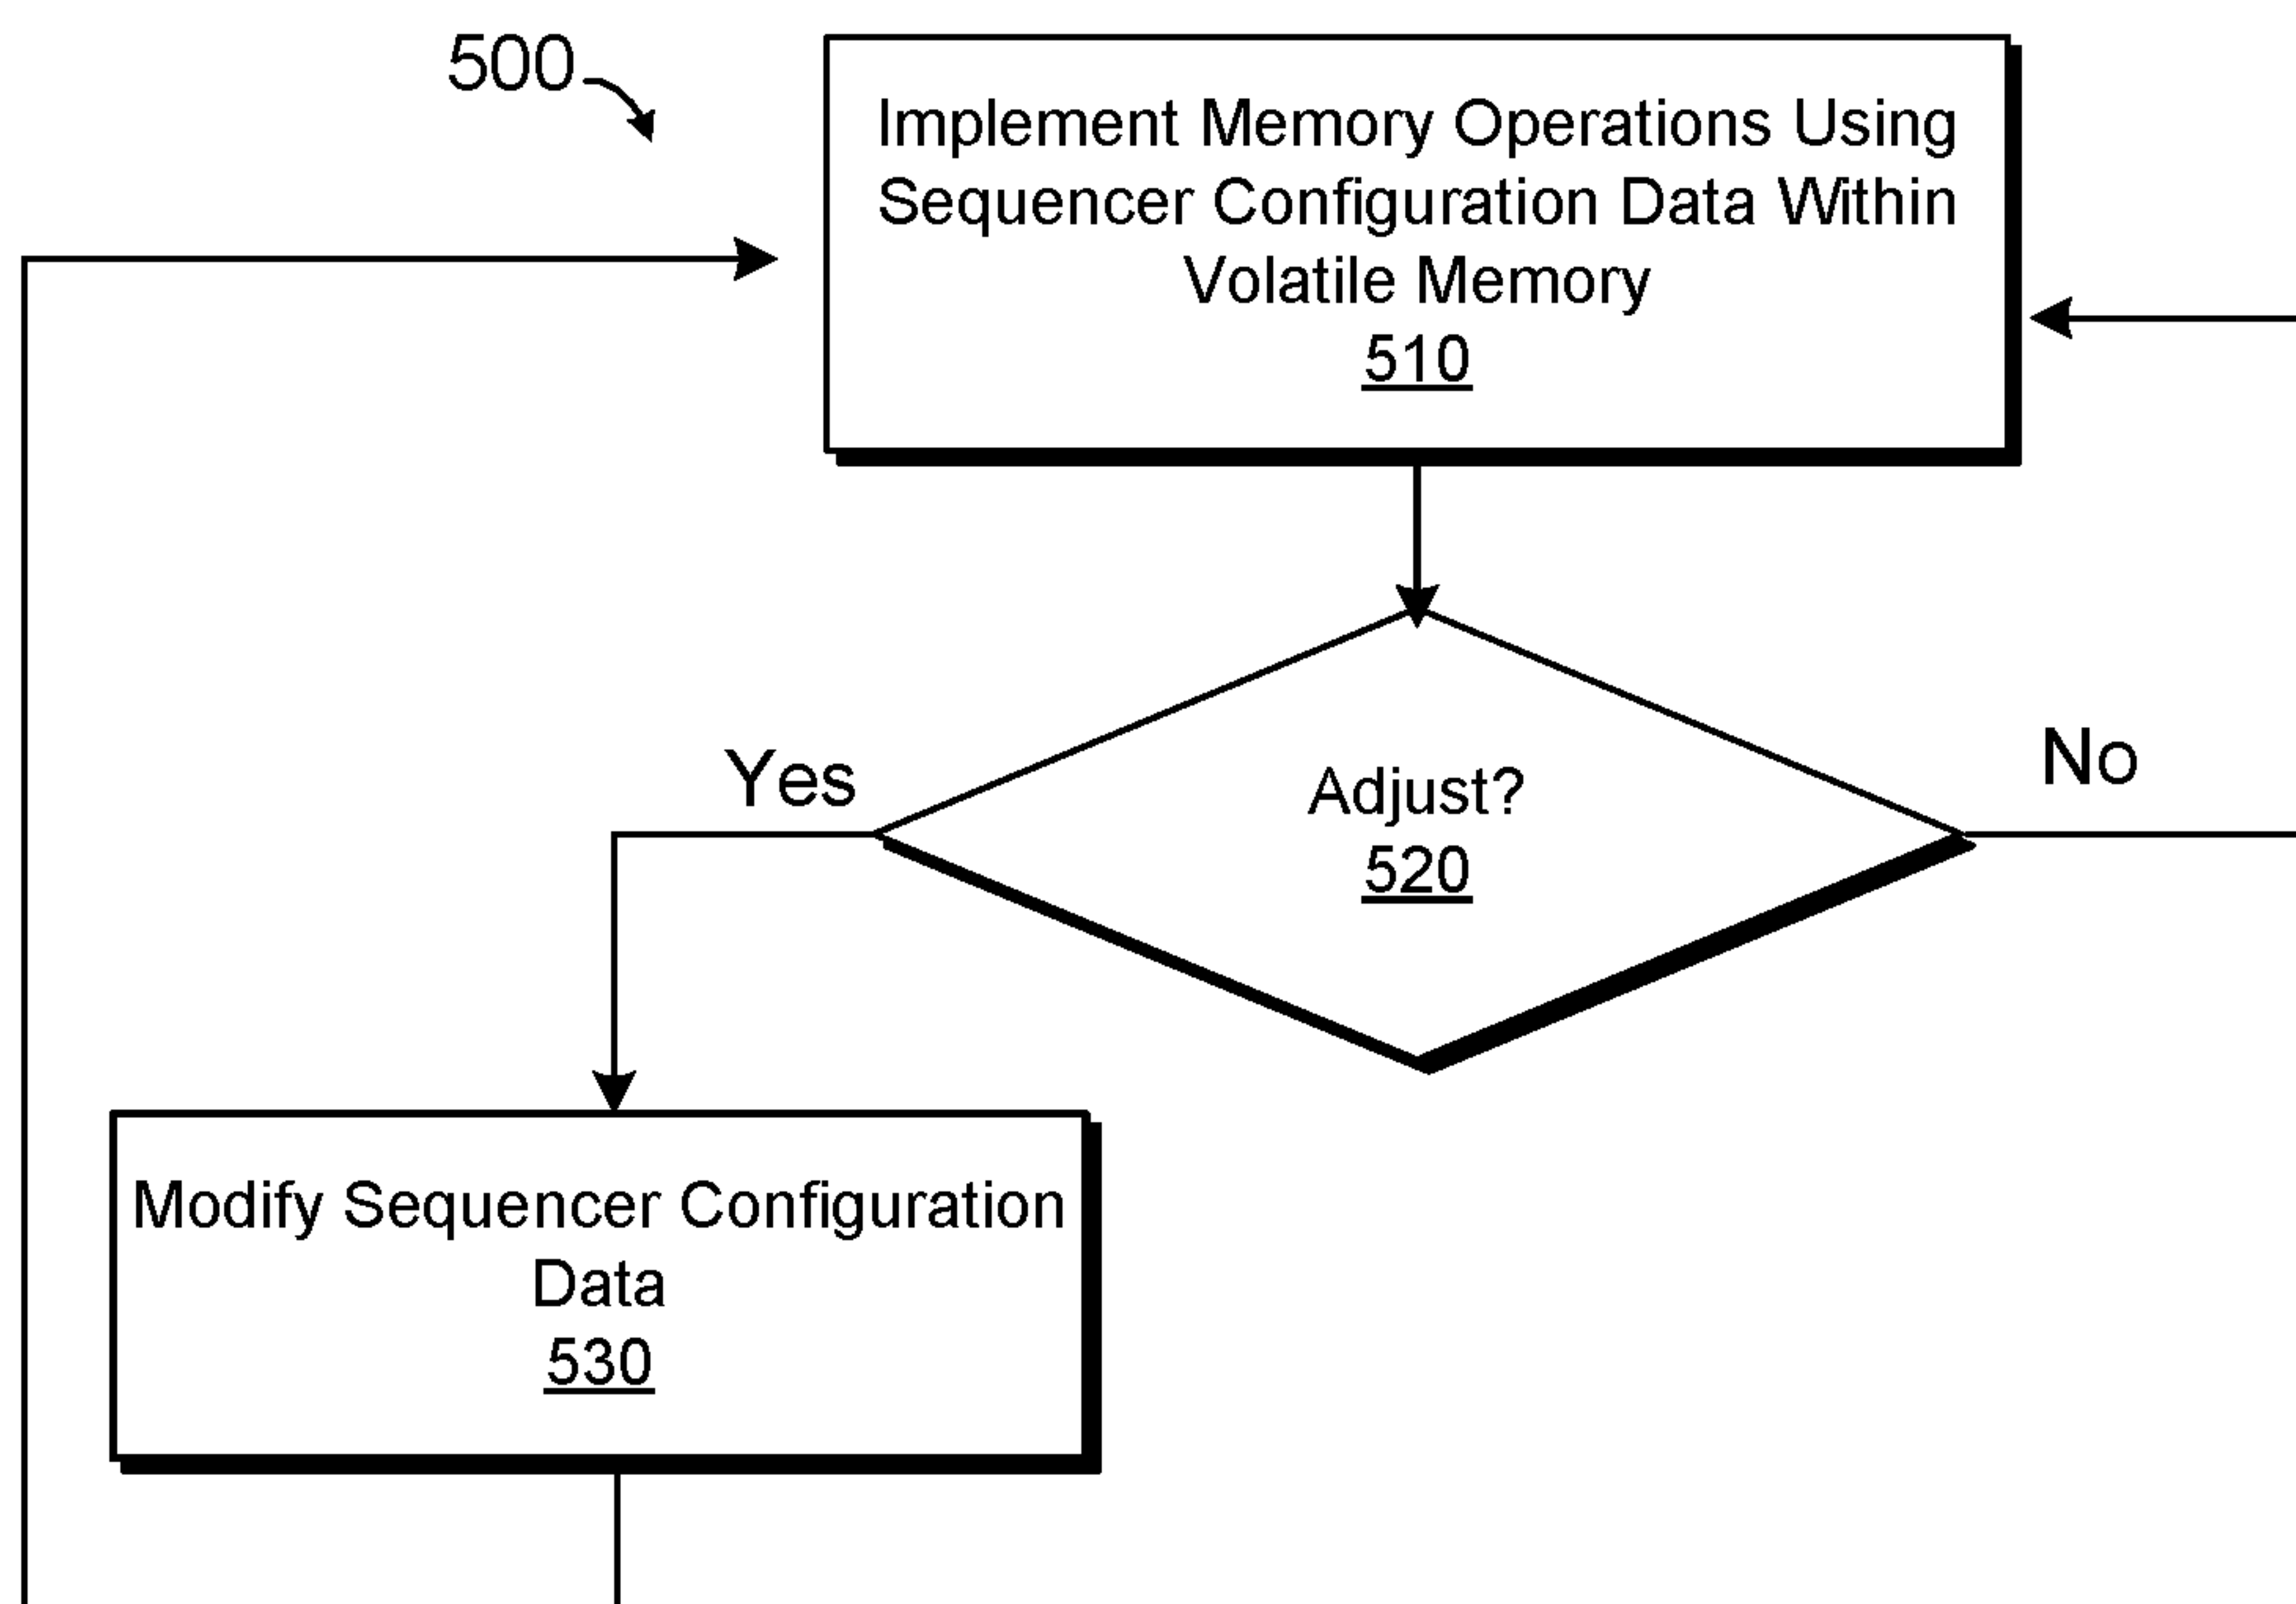 500
Implement Memory Operations Using
Sequencer Configuration Data Within
Volatile Memory
510
Yes
No
Adjust?
520
Modify Sequencer Configuration
Data
530